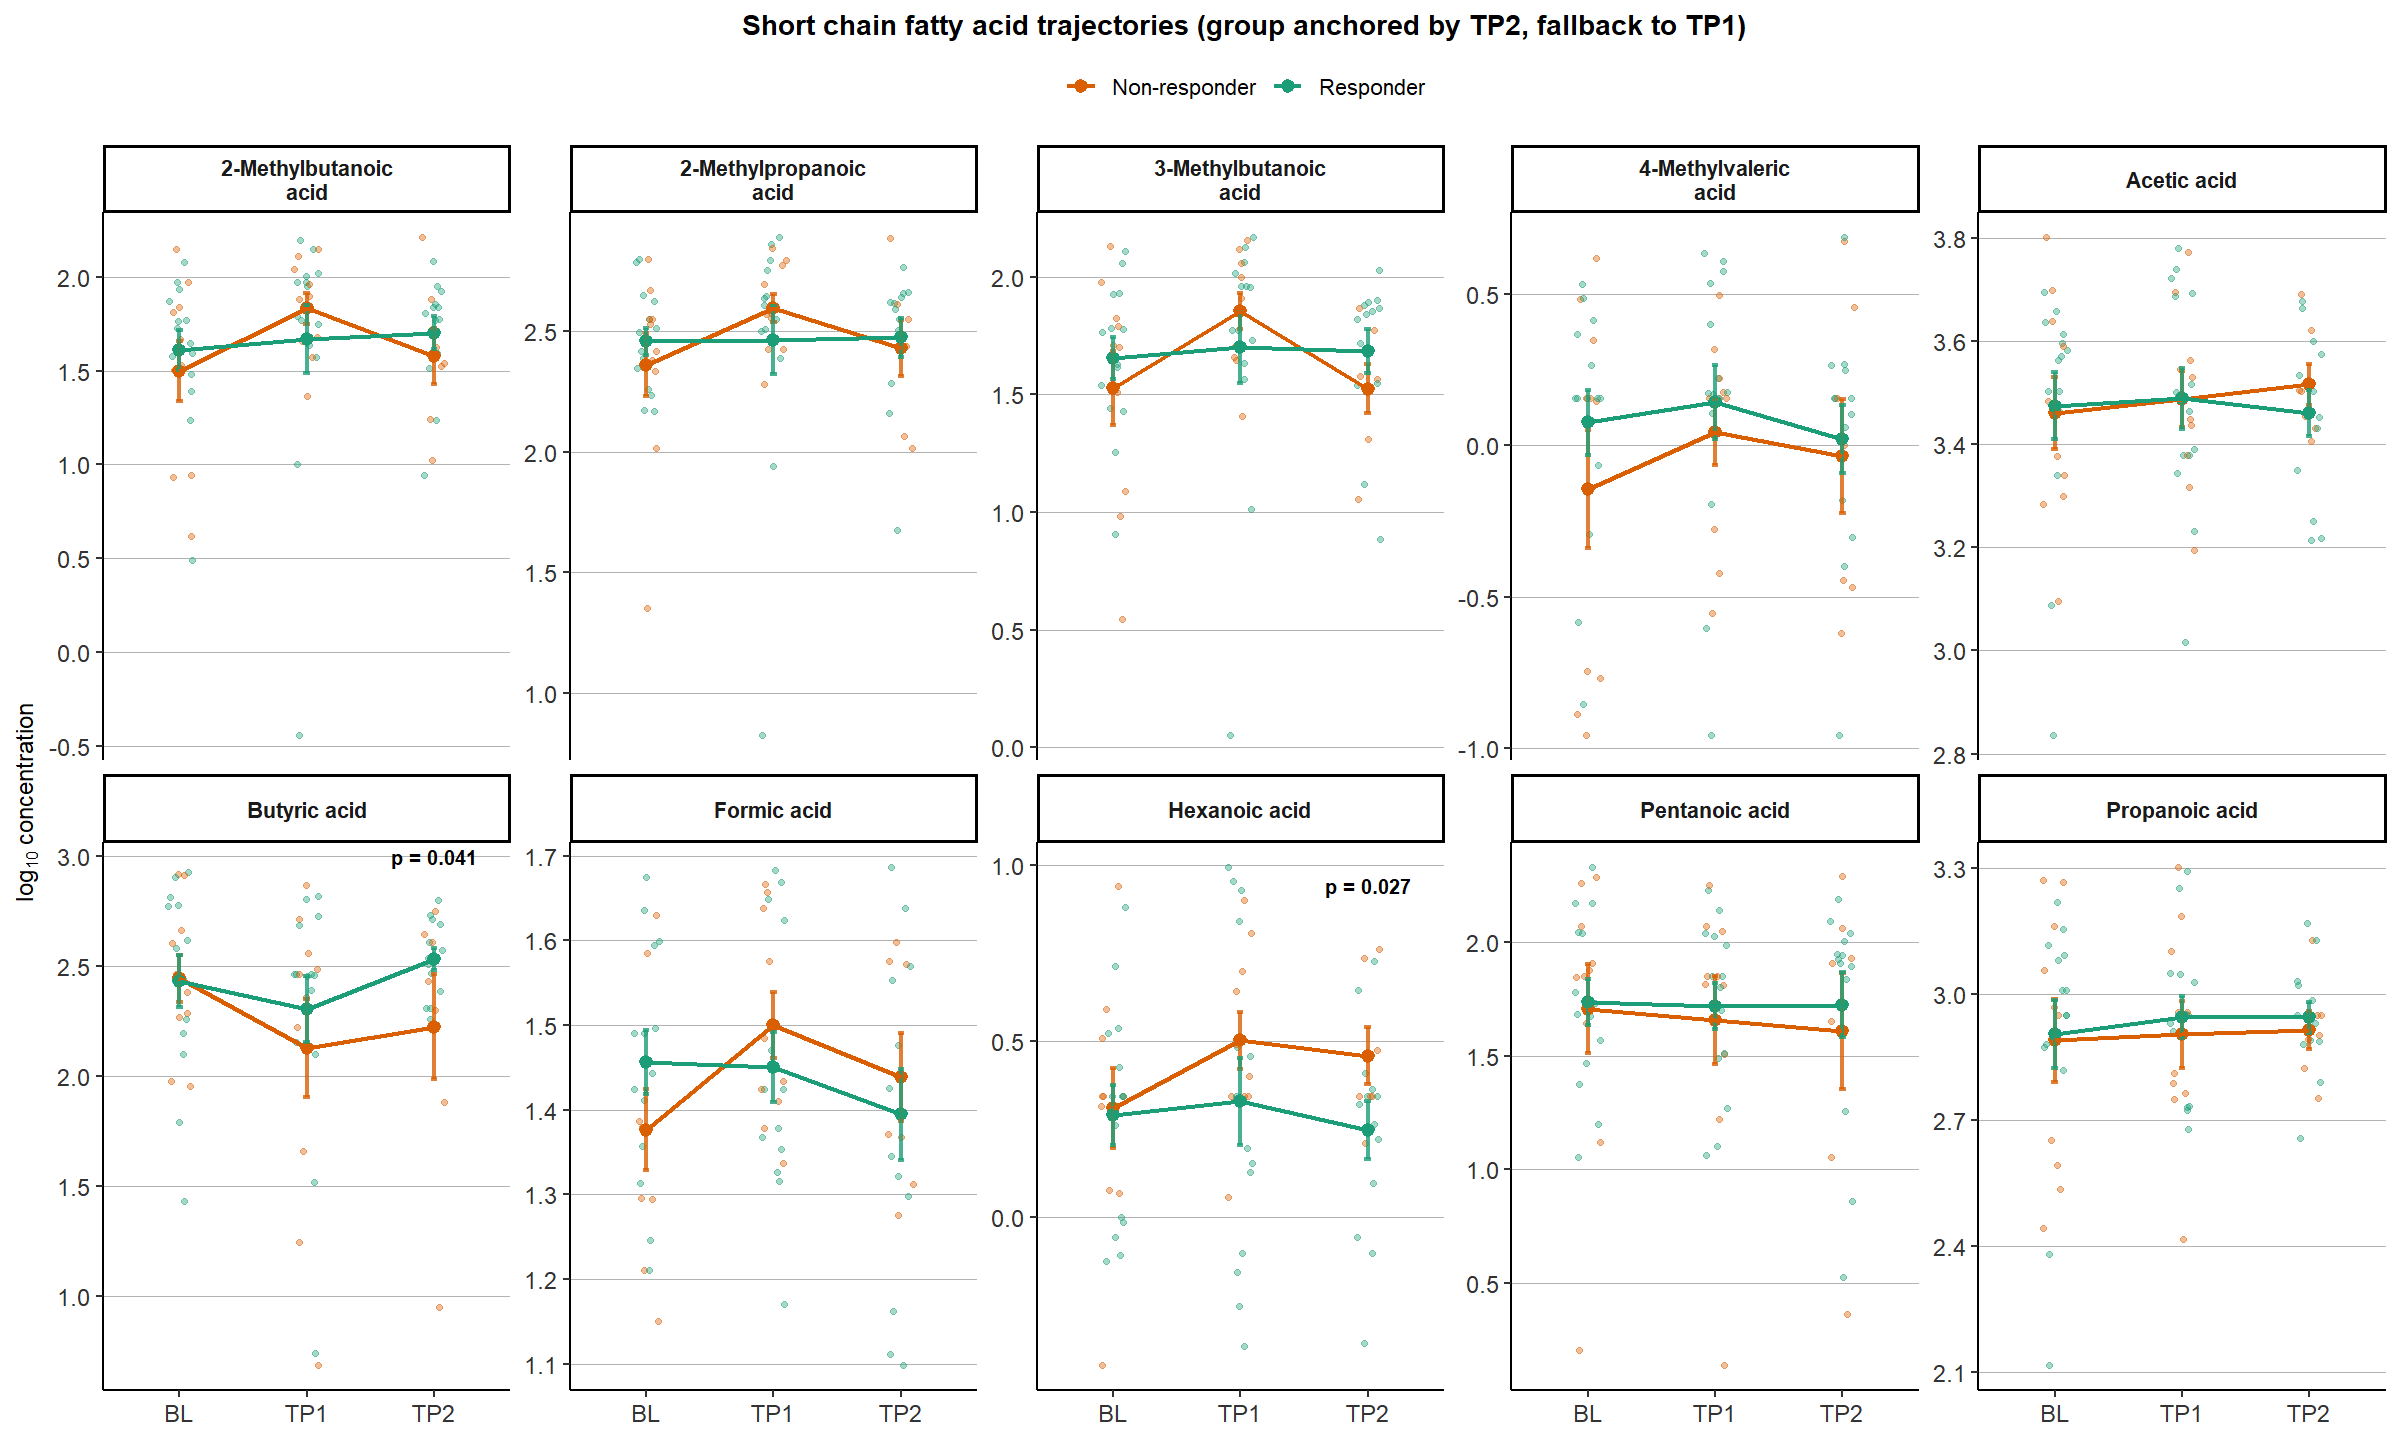 Short chain fatty acid trajectories (group anchored by TP2, fallback to TP1)
Non-responder Responder
2-Methylbutanoic
acid
2-Methylpropanoic
acid
3-Methylbutanoic
acid
4-Methylvaleric
acid
Acetic acid
2.0
1.5
1.0
0.5
0.0
-0.5
2.5
2.0
1.5
1.0
2.0
1.5
1.0
0.5
0.0
0.5
0.0
-0.5
-1.0
3.8
3.6
3.4
3.2
3.0
2.8
log10 concentration
Butyric acid
Formic acid
Hexanoic acid
Pentanoic acid
Propanoic acid
3.0
2.5
2.0
1.5
1.0
p = 0.041
1.7
1.6
1.5
1.4
1.3
1.2
1.1
1.0
0.5
0.0
p = 0.027
2.0
1.5
1.0
0.5
3.3
3.0
2.7
2.4
2.1
BL TP1 TP2
BL TP1 TP2
BL TP1 TP2
BL TP1 TP2
BL TP1 TP2